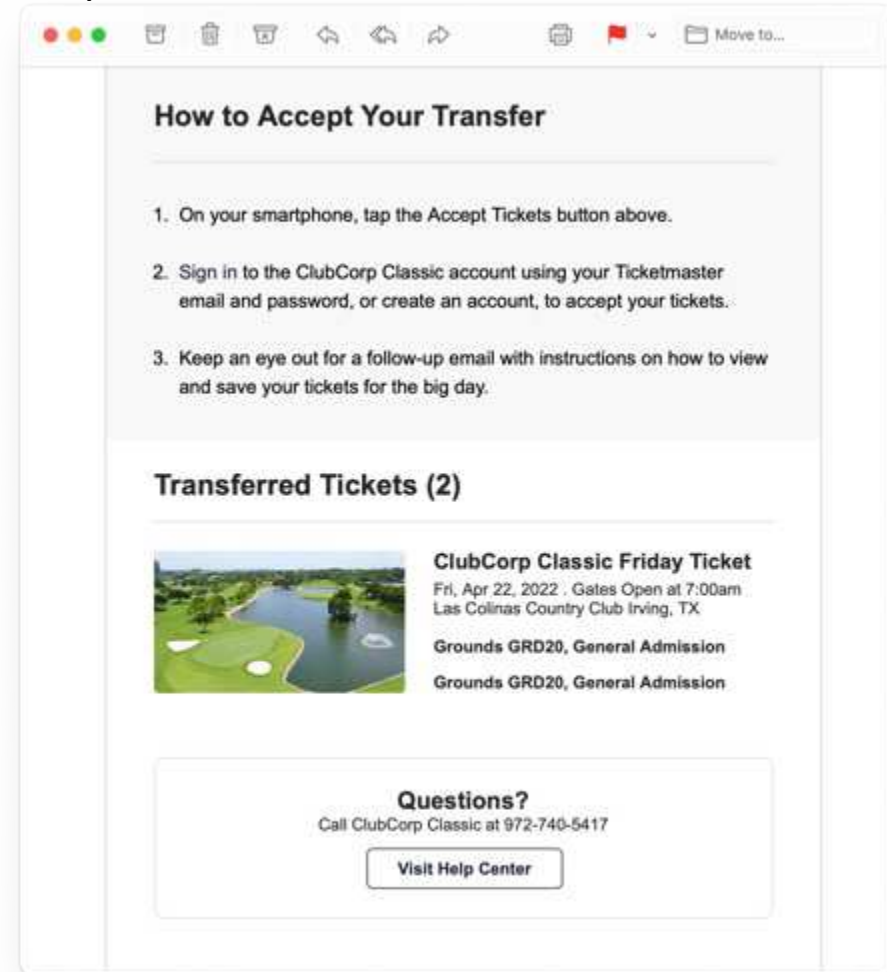 Move to...
How to Accept Your Transfer
1. On your smartphone, tap the Accept Tickets button above.
2. Sign in to the ClubCorp Classic account using your Ticketmaster
email and password, or create an account, to accept your tickets.
3. Keep an eye out for a follow-up email with instructions on how to view
and save your tickets for the big day.
Transferred Tickets (2)
ClubCorp Classic Friday Ticket
Fri, Apr 22, 2022 . Gates Open at 7:00am
Las Colinas Country Club Irving, TX
Grounds GRD20, General Admission
Grounds GRD20, General Admission
Questions?
Call ClubCorp Classic at 972-740-5417
Visit Help Center